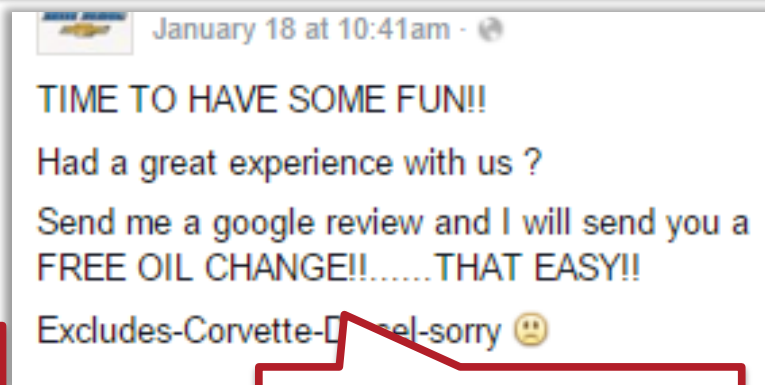 January 18 at 10:41am ·
TIME TO HAVE SOME FUN!!
Had a great experience with us ?
Send me a google review and I will send you a
FREE OIL CHANGE!!......THAT EASY!!
Excludes-Corvette-D sel-sorry